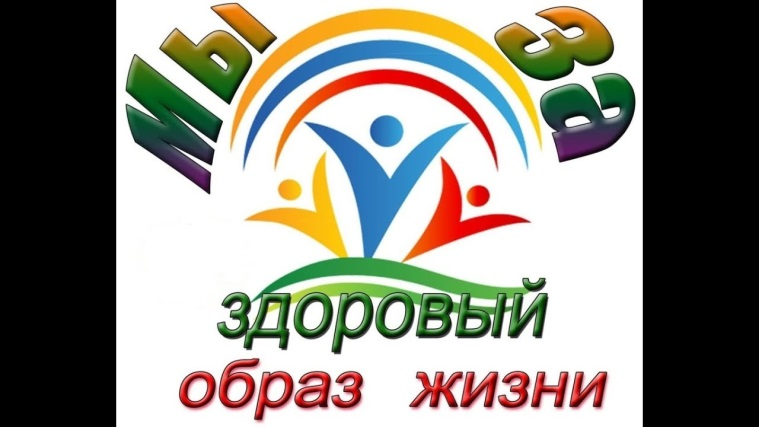 Мы за
здоровый
образ жизни